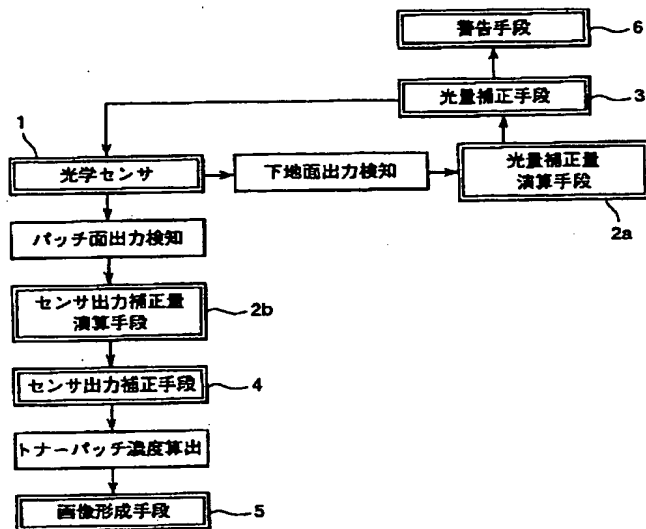 警告手段
6
光量補正手段
3
1
光学センサ
下地面出力検知
光量補正量
演算手段
2a
パッチ面出力検知
センサ出力補正量
演算手段
2b
センサ出力補正手段
4
トナーパッチ濃度算出
画像形成手段
5